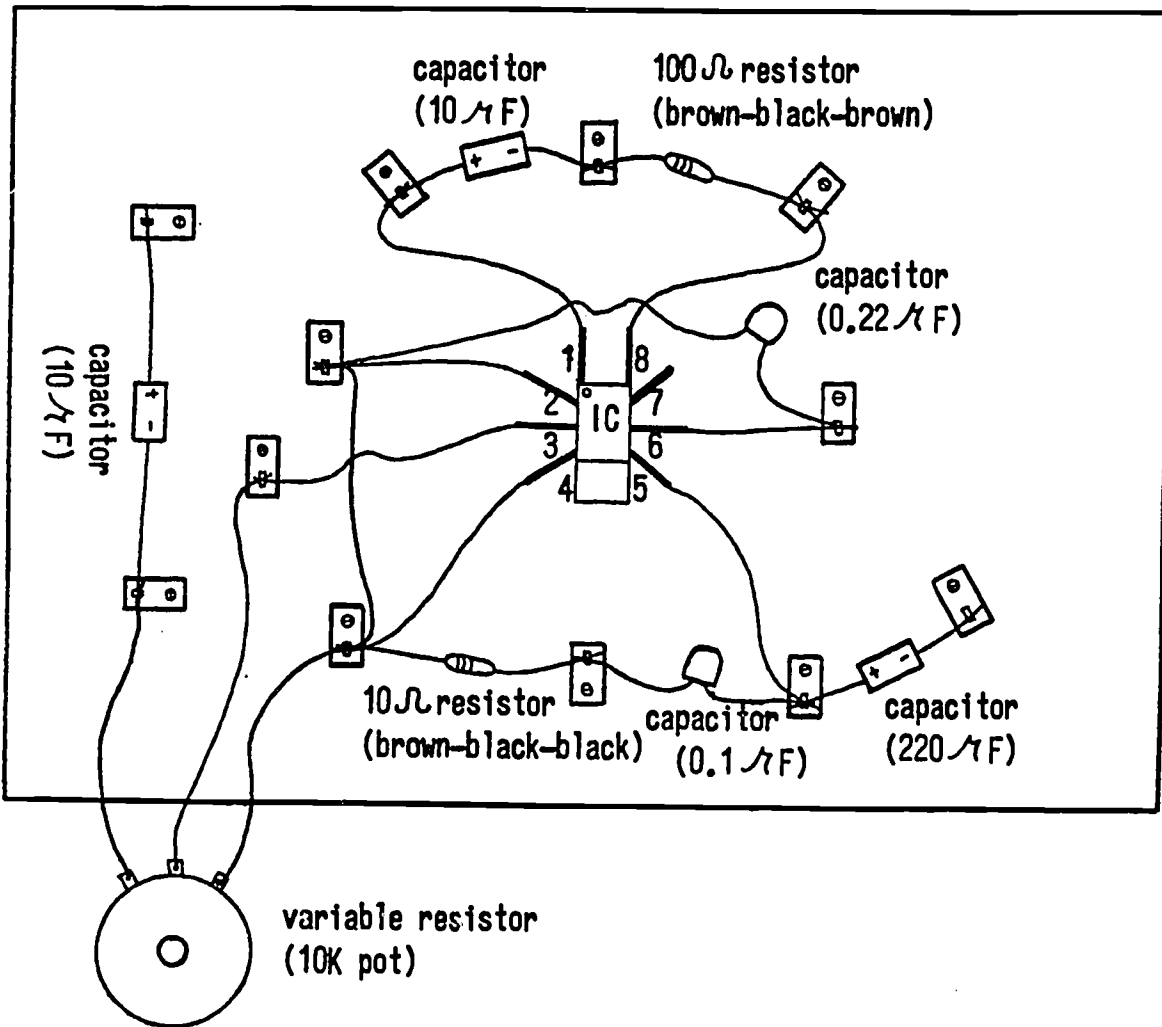 capacitor
(10 μF)
100Ω resistor
(brown-black-brown)
capacitor
(0.22 μF)
capacitor
(10 μF)
+ -
+
-
1
8
2
7
IC
3
6
4
5
10Ω resistor
(brown-black-black)
capacitor
(0.1 μF)
+ -
capacitor
(220 μF)
variable resistor
(10K pot)